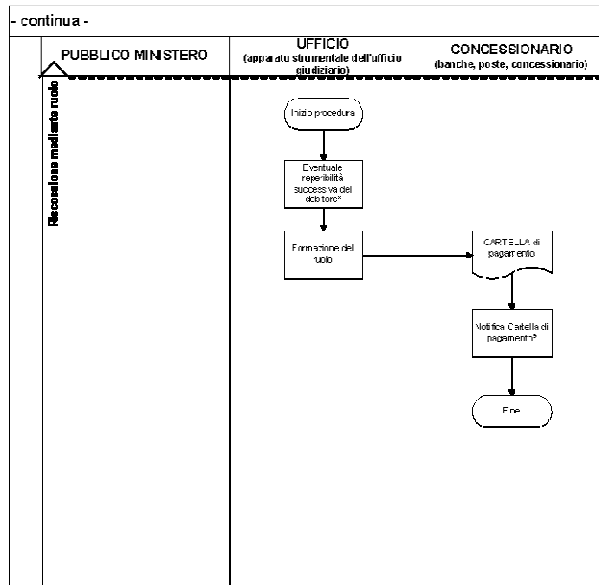 - continua -
PUBBLICO MINISTERO
UFFICIO
(apparato strumentale dell'ufficio
giudiziario)
CONCESSIONARIO
(banche, poste, concessionario)
Riscossione mediante ruolo
Inizio procedura
Eventuale
reperibilità
successiva del
debitore
Formazione del
ruolo
CARTELLA di
pagamento
Notifica Cartella di
pagamento
Fine